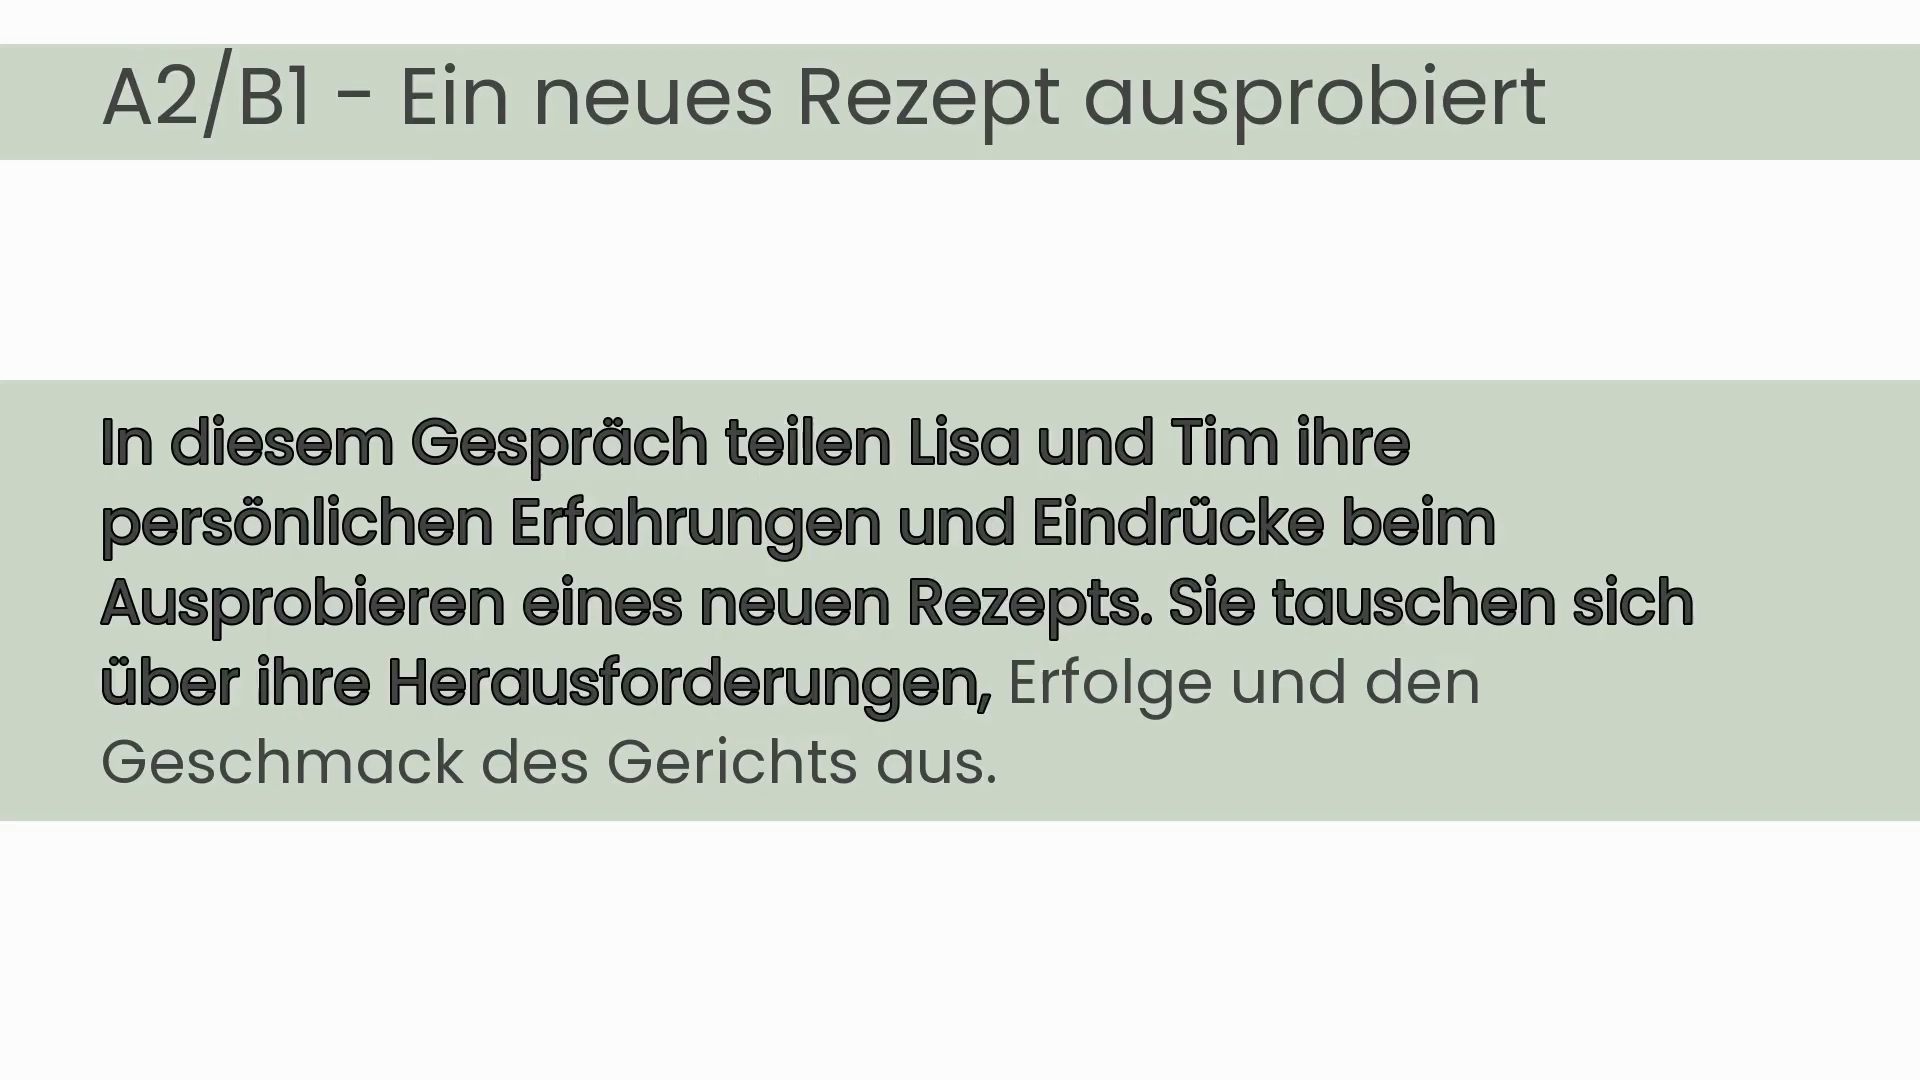 A2/B1 - Ein neues Rezept ausprobiert
In diesem Gespräch teilen Lisa und Tim ihre
persönlichen Erfahrungen und Eindrücke beim
Ausprobieren eines neuen Rezepts. Sie tauschen sich
über ihre Herausforderungen, Erfolge und den
Geschmack des Gerichts aus.